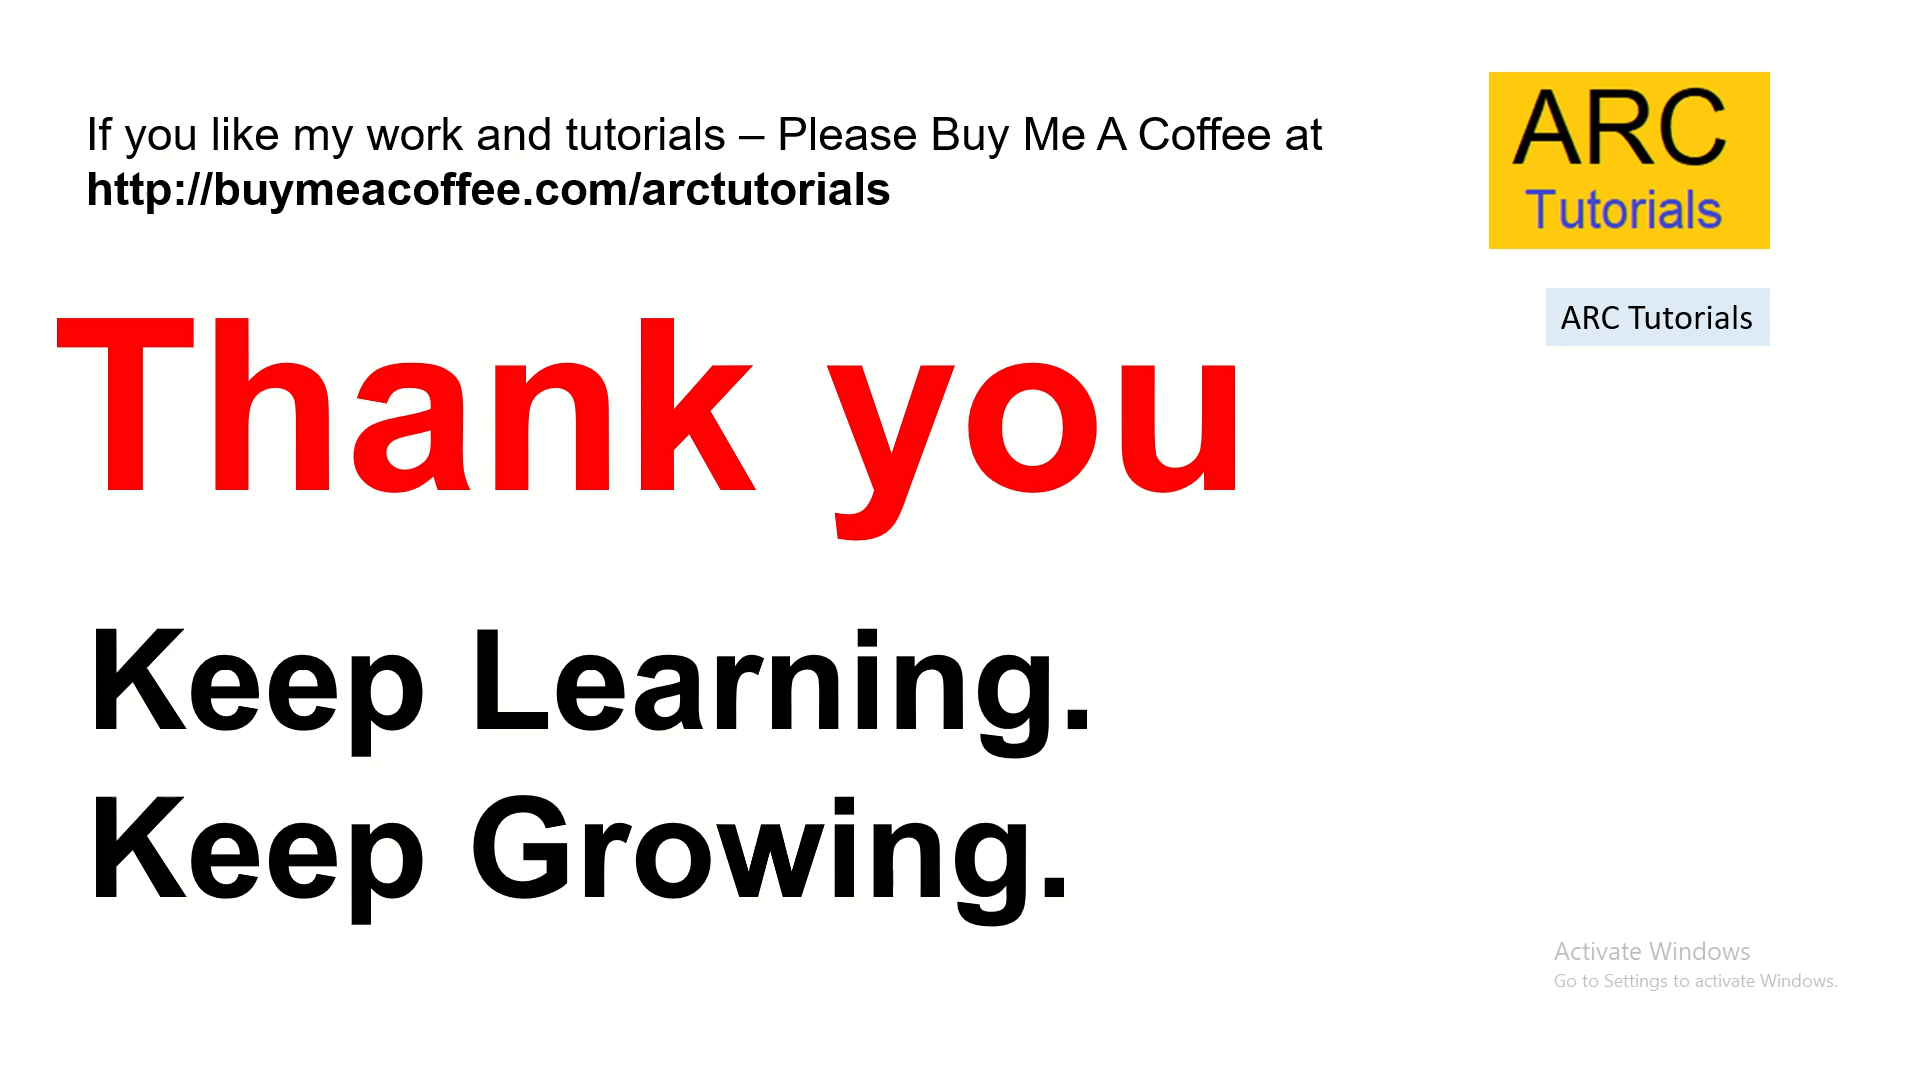 If you like my work and tutorials – Please Buy Me A Coffee at
http://buymeacoffee.com/arctutorials
ARC
Tutorials
ARC Tutorials
Thank you
Keep Learning.
Keep Growing.
Activate Windows
Go to Settings to activate Windows.